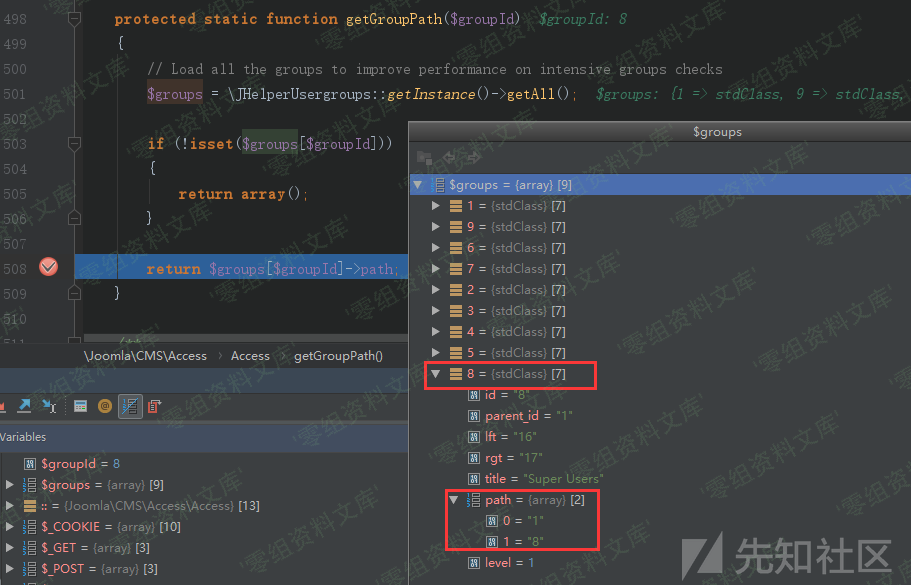 498 protected static function getGroupPath($groupId) $groupId: 8
499 {
500 // Load all the groups to improve performance on intensive groups checks
501 $groups = \JHelperUsergroups::getInstance()->getAll(); $groups: {1 => stdClass, 9 => stdClass,
502
503 if (!isset($groups[$groupId]))
504 {
505 return array();
506 }
507
508 return $groups[$groupId]->path;
509 }
510
511 /**
\Joomla\CMS\Access › Access › getGroupPath()
Variables
$groupId = 8
$groups = {array} [9]
:: = {Joomla\CMS\Access\Access} [13]
$_COOKIE = {array} [10]
$_GET = {array} [3]
$_POST = {array} [3]
$groups
$groups = {array} [9]
1 = {stdClass} [7]
9 = {stdClass} [7]
6 = {stdClass} [7]
7 = {stdClass} [7]
2 = {stdClass} [7]
3 = {stdClass} [7]
4 = {stdClass} [7]
5 = {stdClass} [7]
8 = {stdClass} [7]
id = "8"
parent_id = "1"
lft = "16"
rgt = "17"
title = "Super Users"
path = {array} [2]
0 = "1"
1 = "8"
level = 1
零组资料文库
先知社区